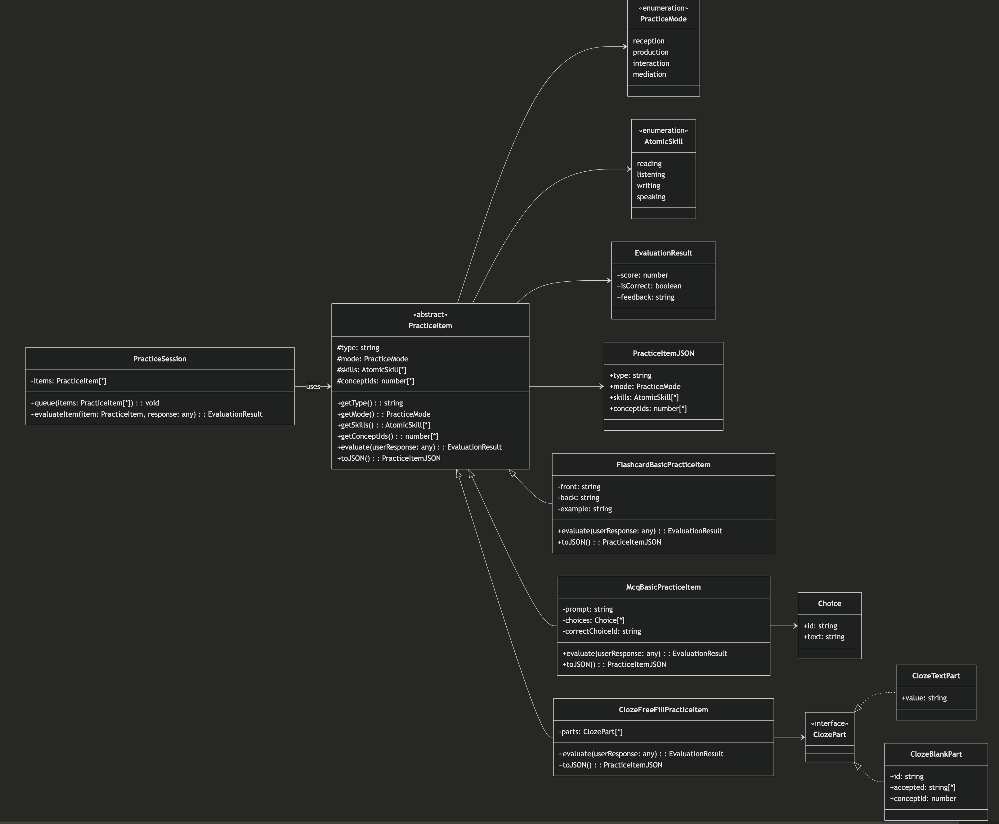 «enumeration»
PracticeMode
reception
production
interaction
mediation
«enumeration»
AtomicSkill
reading
listening
writing
speaking
EvaluationResult
+score: number
+isCorrect: boolean
+feedback: string
«abstract»
PracticeItem
#type: string
#mode: PracticeMode
#skills: AtomicSkill[*]
#conceptIds: number[*]
+getType() : : string
+getMode() : : PracticeMode
+getSkills() : : AtomicSkill[*]
+getConceptIds() : : number[*]
+evaluate(userResponse: any) : : EvaluationResult
+toJSON() : : PracticeItemJSON
PracticeSession
-items: PracticeItem[*]
+queue(items: PracticeItem[*]) : : void
+evaluateItem(item: PracticeItem, response: any) : : EvaluationResult
uses
PracticeItemJSON
+type: string
+mode: PracticeMode
+skills: AtomicSkill[*]
+conceptIds: number[*]
FlashcardBasicPracticeItem
-front: string
-back: string
-example: string
+evaluate(userResponse: any) : : EvaluationResult
+toJSON() : : PracticeItemJSON
McqBasicPracticeItem
-prompt: string
-choices: Choice[*]
-correctChoiceId: string
+evaluate(userResponse: any) : : EvaluationResult
+toJSON() : : PracticeItemJSON
Choice
+id: string
+text: string
ClozeFreeFillPracticeItem
-parts: ClozePart[*]
+evaluate(userResponse: any) : : EvaluationResult
+toJSON() : : PracticeItemJSON
«interface»
ClozePart
ClozeTextPart
+value: string
ClozeBlankPart
+id: string
+accepted: string[*]
+conceptId: number